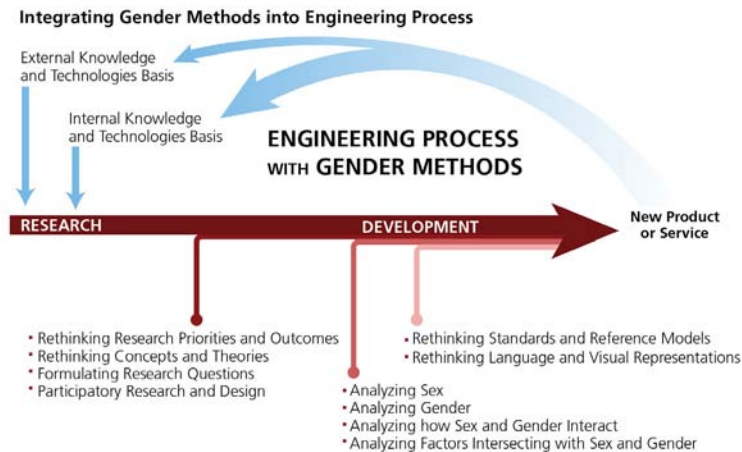 Integrating Gender Methods into Engineering Process
External Knowledge
and Technologies Basis
Internal Knowledge
and Technologies Basis
ENGINEERING PROCESS
WITH GENDER METHODS
RESEARCH
DEVELOPMENT
New Product
or Service
• Rethinking Research Priorities and Outcomes
• Rethinking Concepts and Theories
• Formulating Research Questions
• Participatory Research and Design
• Rethinking Standards and Reference Models
• Rethinking Language and Visual Representations
• Analyzing Sex
• Analyzing Gender
• Analyzing how Sex and Gender Interact
• Analyzing Factors Intersecting with Sex and Gender